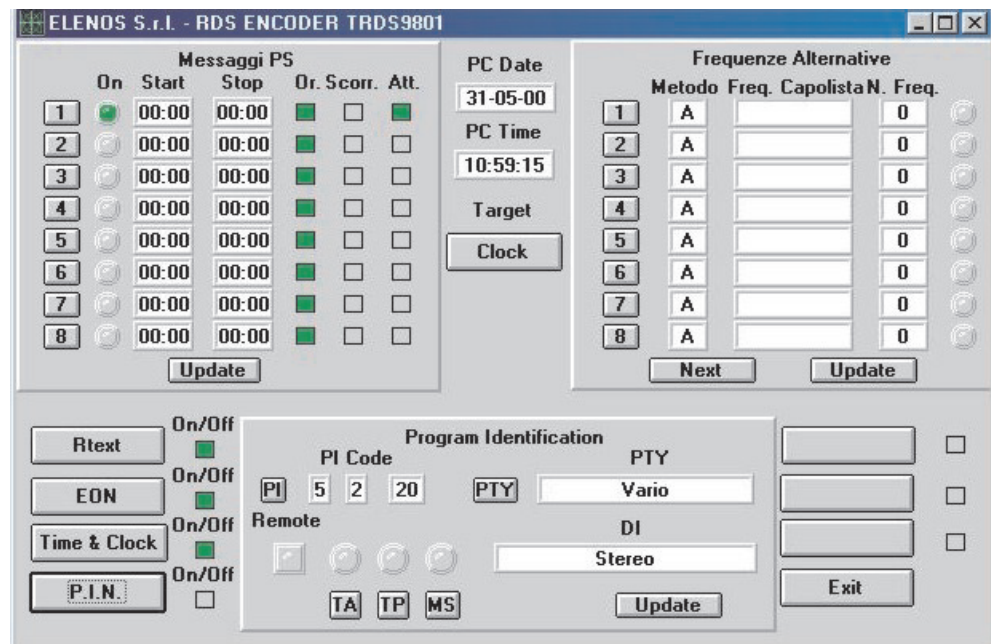 ELENOS S.r.l. - RDS ENCODER TRDS9801
Messaggi PS
On Start Stop Or. Scorr. Att.
1 00:00 00:00
2 00:00 00:00
3 00:00 00:00
4 00:00 00:00
5 00:00 00:00
6 00:00 00:00
7 00:00 00:00
8 00:00 00:00
Update
PC Date
31-05-00
PC Time
10:59:15
Target
Clock
Frequenze Alternative
Metodo Freq. Capolista N. Freq.
1 A 0
2 A 0
3 A 0
4 A 0
5 A 0
6 A 0
7 A 0
8 A 0
Next Update
Rtext On/Off
EON On/Off
Time & Clock On/Off
P.I.N. On/Off
Program Identification
PI Code PTY
PI 5 2 20 PTY Vario
Remote DI
Stereo
TA TP MS Update
Exit